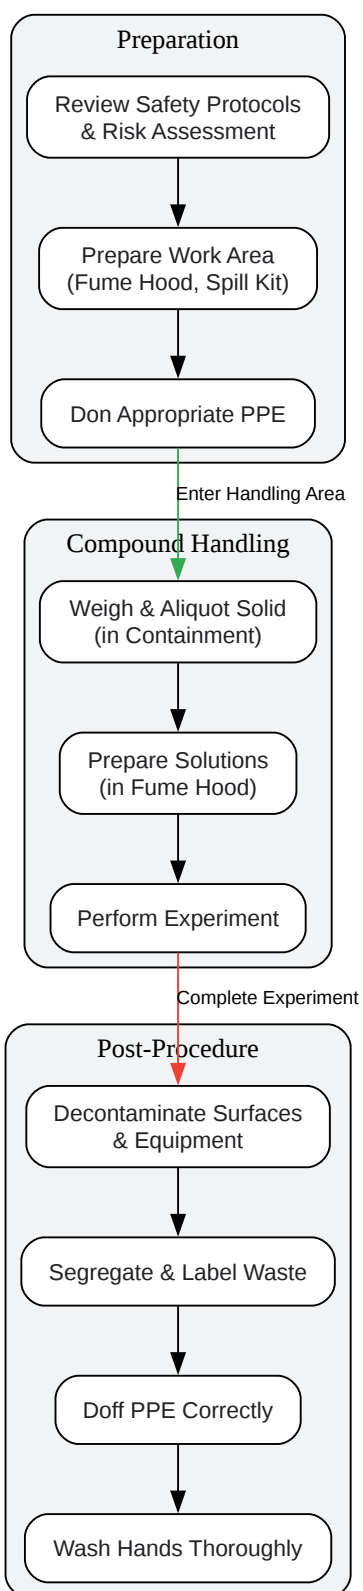 Preparation
Review Safety Protocols
& Risk Assessment
Prepare Work Area
(Fume Hood, Spill Kit)
Don Appropriate PPE
Enter Handling Area
Compound Handling
Weigh & Aliquot Solid
(in Containment)
Prepare Solutions
(in Fume Hood)
Perform Experiment
Complete Experiment
Post-Procedure
Decontaminate Surfaces
& Equipment
Segregate & Label Waste
Doff PPE Correctly
Wash Hands Thoroughly